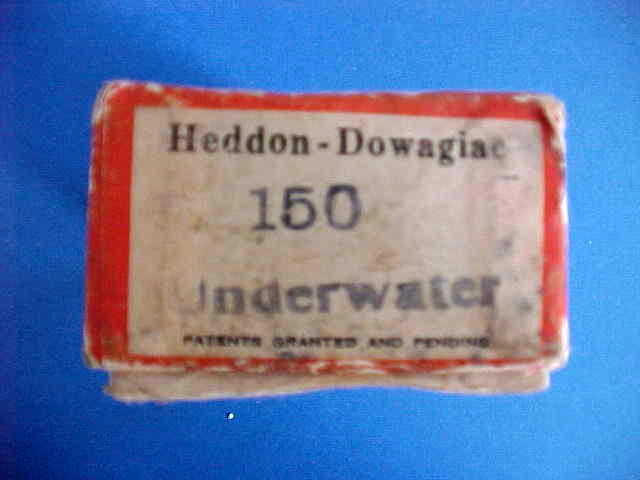 Heddon-Dowagiac
150
Underwater
PATENTS GRANTED AND PENDING